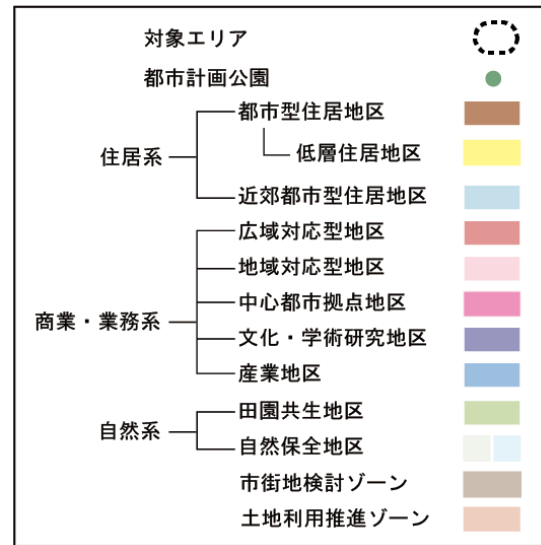 対象エリア
都市計画公園
都市型住居地区
低層住居地区
住居系
近郊都市型住居地区
広域対応型地区
地域対応型地区
中心都市拠点地区
商業・業務系
文化・学術研究地区
産業地区
田園共生地区
自然系
自然保全地区
市街地検討ゾーン
土地利用推進ゾーン